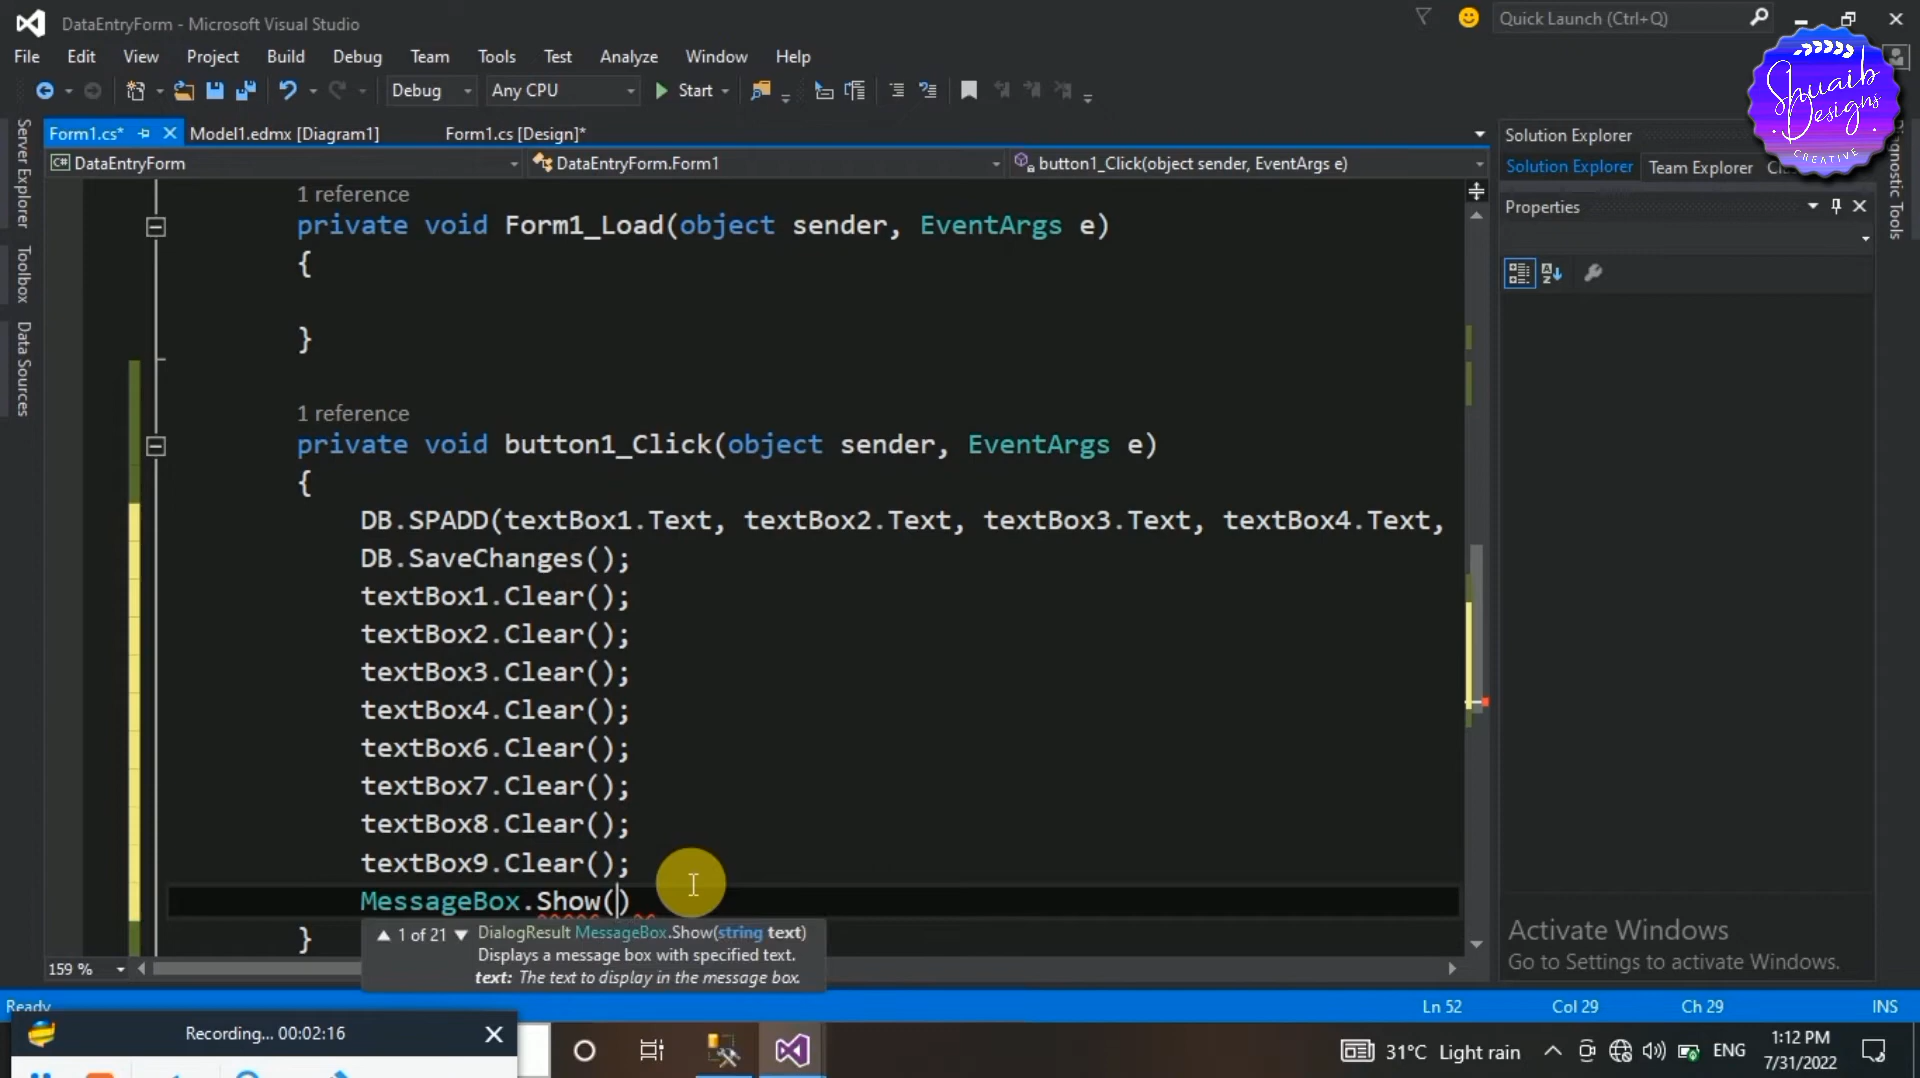 DataEntryForm - Microsoft Visual Studio
Quick Launch (Ctrl+Q)
File Edit View Project Build Debug Team Tools Test Analyze Window Help
Debug Any CPU Start
Shuaib
Designs
CREATIVE
Form1.cs* Model1.edmx [Diagram1] Form1.cs [Design]*
Solution Explorer
DataEntryForm DataEntryForm.Form1 button1_Click(object sender, EventArgs e)
Solution Explorer Team Explorer
Properties
Server Explorer
Toolbox
Data Sources
Diagnostic Tools
1 reference
private void Form1_Load(object sender, EventArgs e)
{
}
1 reference
private void button1_Click(object sender, EventArgs e)
{
DB.SPADD(textBox1.Text, textBox2.Text, textBox3.Text, textBox4.Text,
DB.SaveChanges();
textBox1.Clear();
textBox2.Clear();
textBox3.Clear();
textBox4.Clear();
textBox6.Clear();
textBox7.Clear();
textBox8.Clear();
textBox9.Clear();
MessageBox.Show()
}
1 of 21 DialogResult MessageBox.Show(string text)
Displays a message box with specified text.
text: The text to display in the message box.
Activate Windows
Go to Settings to activate Windows.
159 %
Ready Ln 52 Col 29 Ch 29 INS
Recording... 00:02:16
31°C Light rain ENG 1:12 PM
7/31/2022